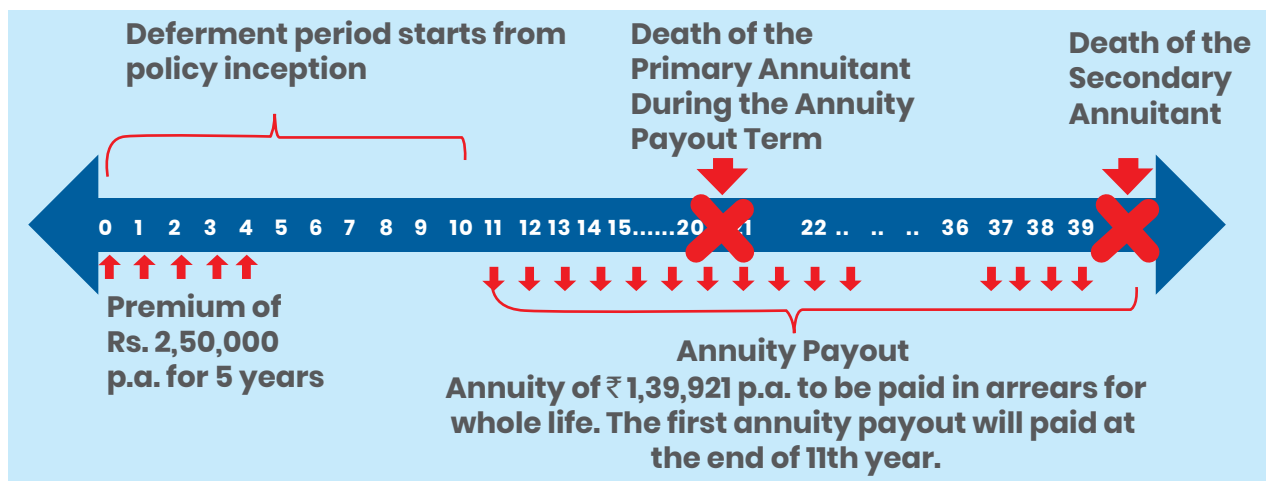 Deferment period starts from
policy inception
Death of the
Primary Annuitant
During the Annuity
Payout Term
Death of the
Secondary
Annuitant
0 1 2 3 4 5 6 7 8 9 10 11 12 13 14 15......20 22 .. .. .. 36 37 38 39
Premium of
Rs. 2,50,000
p.a. for 5 years
Annuity Payout
Annuity of ₹ 1,39,921 p.a. to be paid in arrears for
whole life. The first annuity payout will paid at
the end of 11th year.